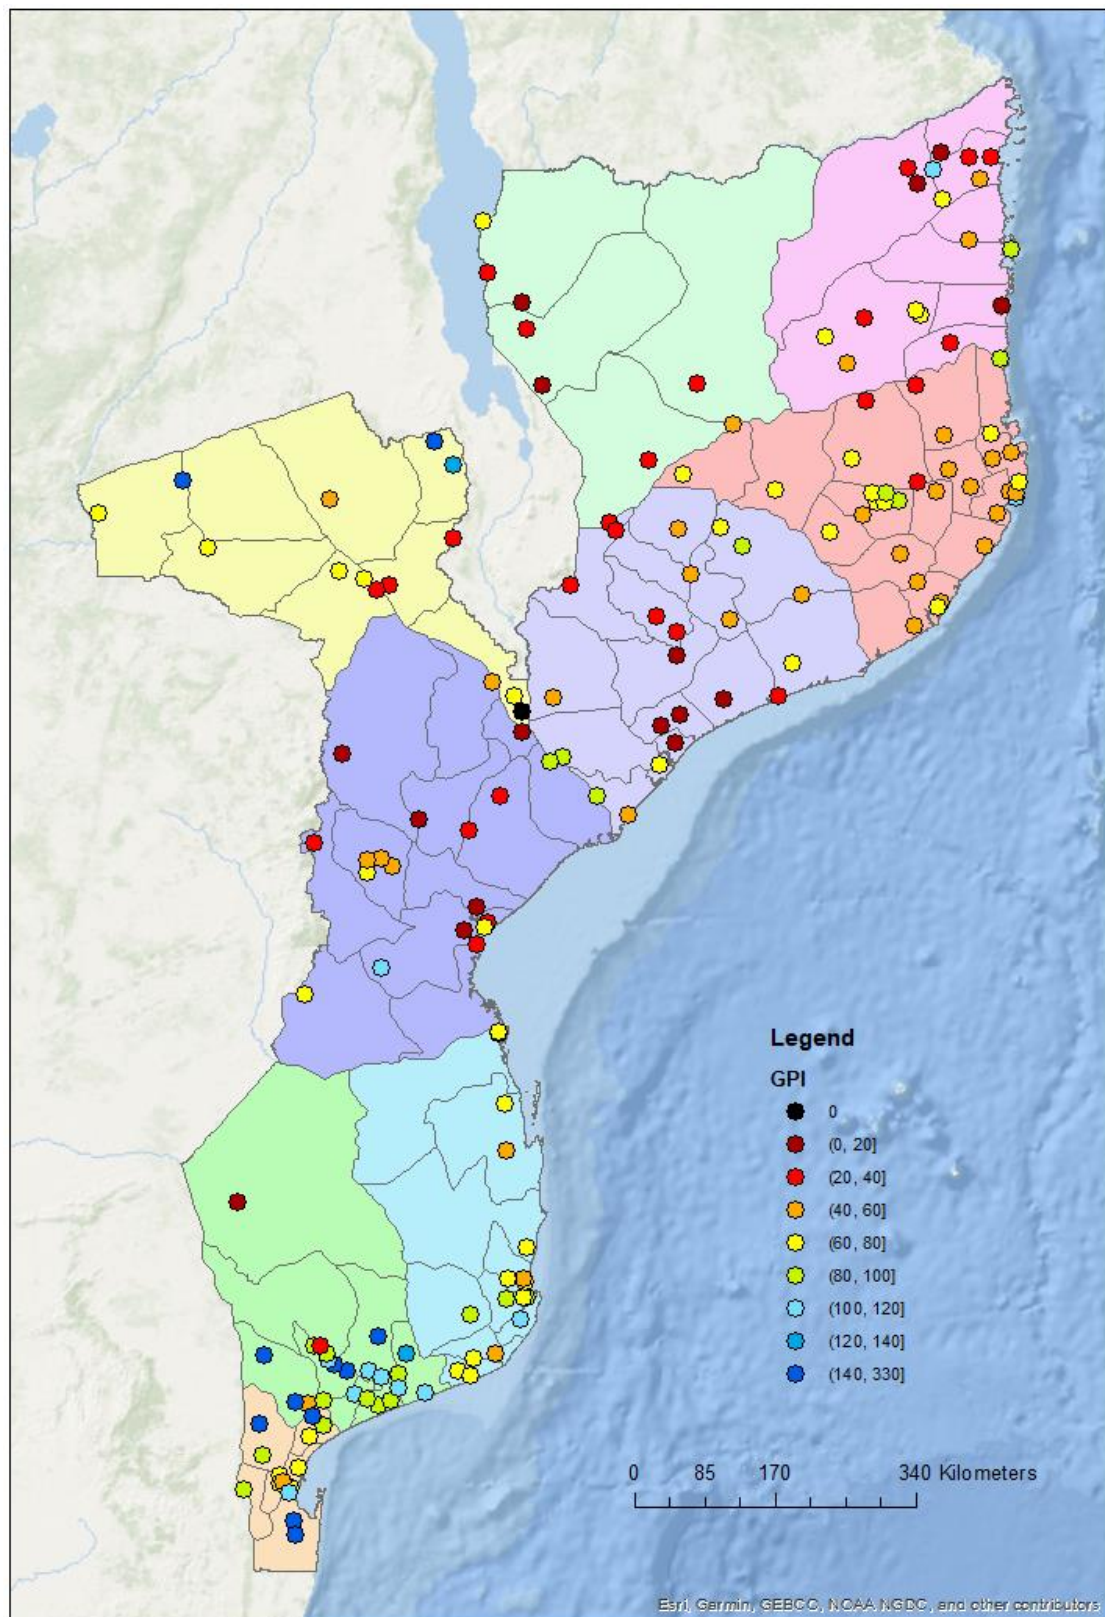 Legend
GPI
0
(0, 20]
(20, 40]
(40, 60]
(60, 80]
(80, 100]
(100, 120]
(120, 140]
(140, 330]
0 85 170 340 Kilometers
Esri, Garmin, GEBCO, NOAA NGDC, and other contributors